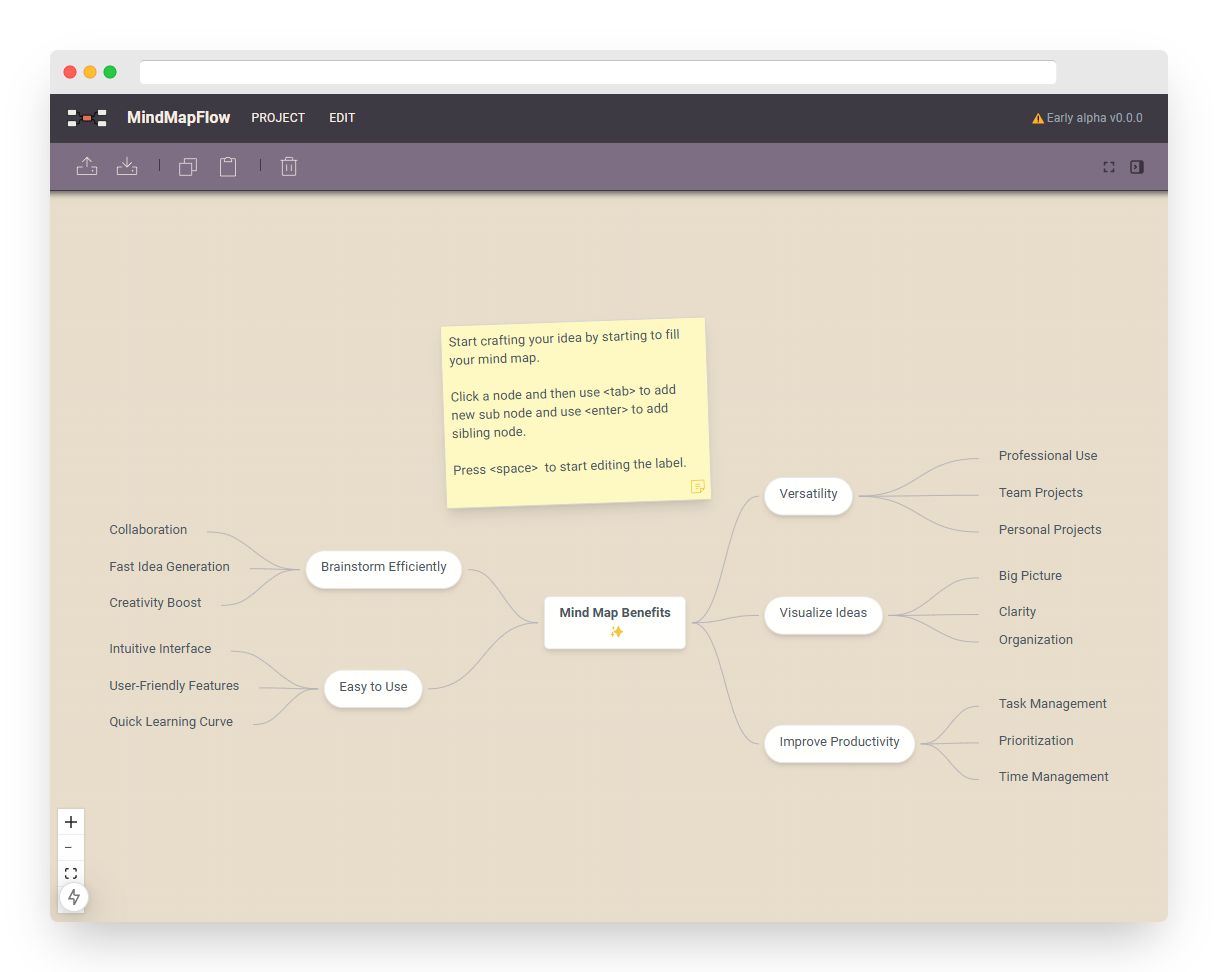 MindMapFlow PROJECT EDIT
Early alpha v0.0.0
Start crafting your idea by starting to fill
your mind map.
Click a node and then use <tab> to add
new sub node and use <enter> to add
sibling node.
Press <space>  to start editing the label.
Collaboration
Fast Idea Generation
Creativity Boost
Brainstorm Efficiently
Intuitive Interface
User-Friendly Features
Quick Learning Curve
Easy to Use
Mind Map Benefits
Versatility
Professional Use
Team Projects
Personal Projects
Visualize Ideas
Big Picture
Clarity
Organization
Improve Productivity
Task Management
Prioritization
Time Management